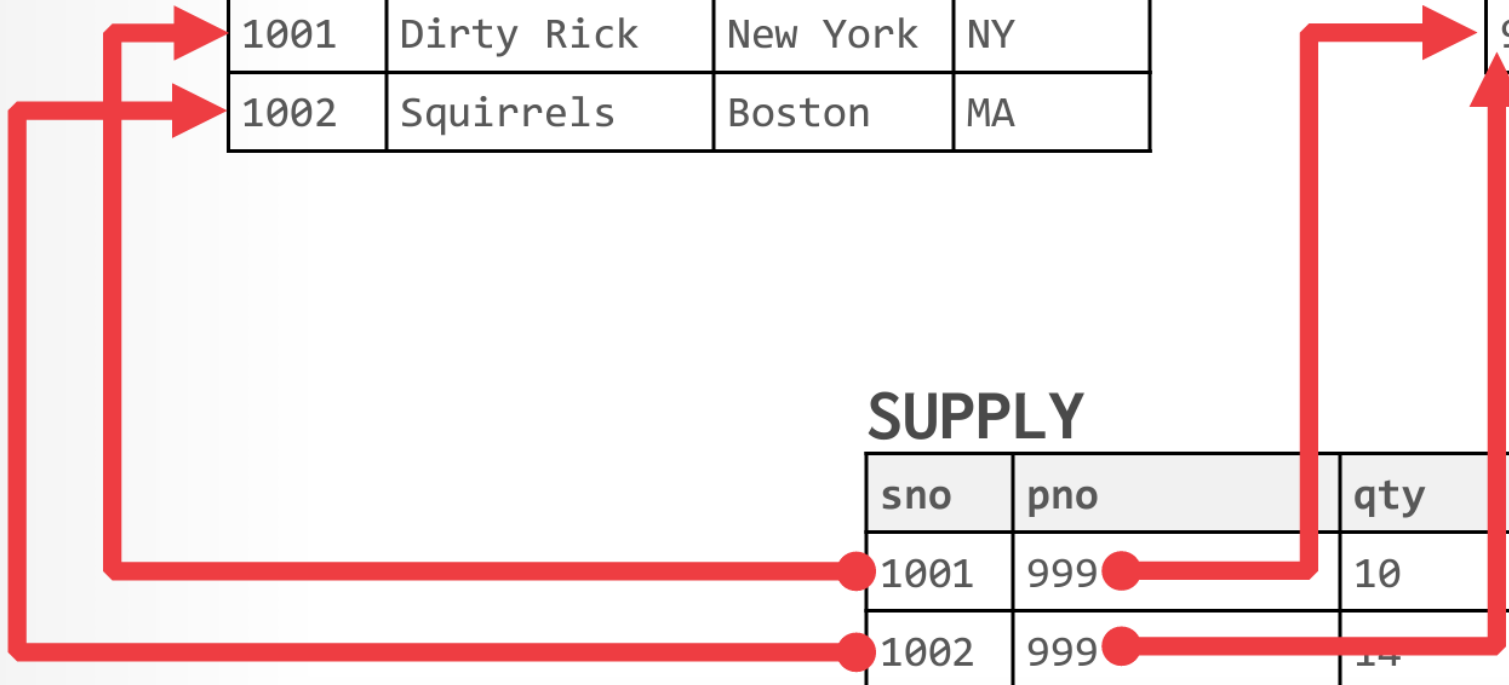 1001 Dirty Rick New York NY
1002 Squirrels Boston MA
SUPPLY
sno pno qty
1001 999 10
1002 999 14